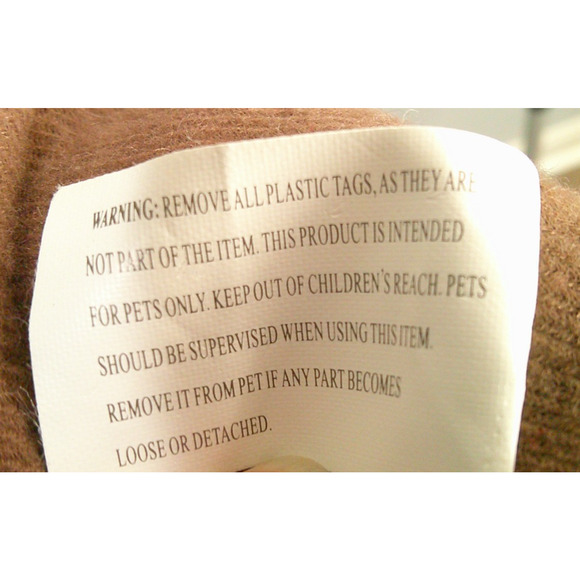 WARNING: REMOVE ALL PLASTIC TAGS, AS THEY ARE
NOT PART OF THE ITEM. THIS PRODUCT IS INTENDED
FOR PETS ONLY. KEEP OUT OF CHILDREN'S REACH. PETS
SHOULD BE SUPERVISED WHEN USING THIS ITEM.
REMOVE IT FROM PET IF ANY PART BECOMES
LOOSE OR DETACHED.